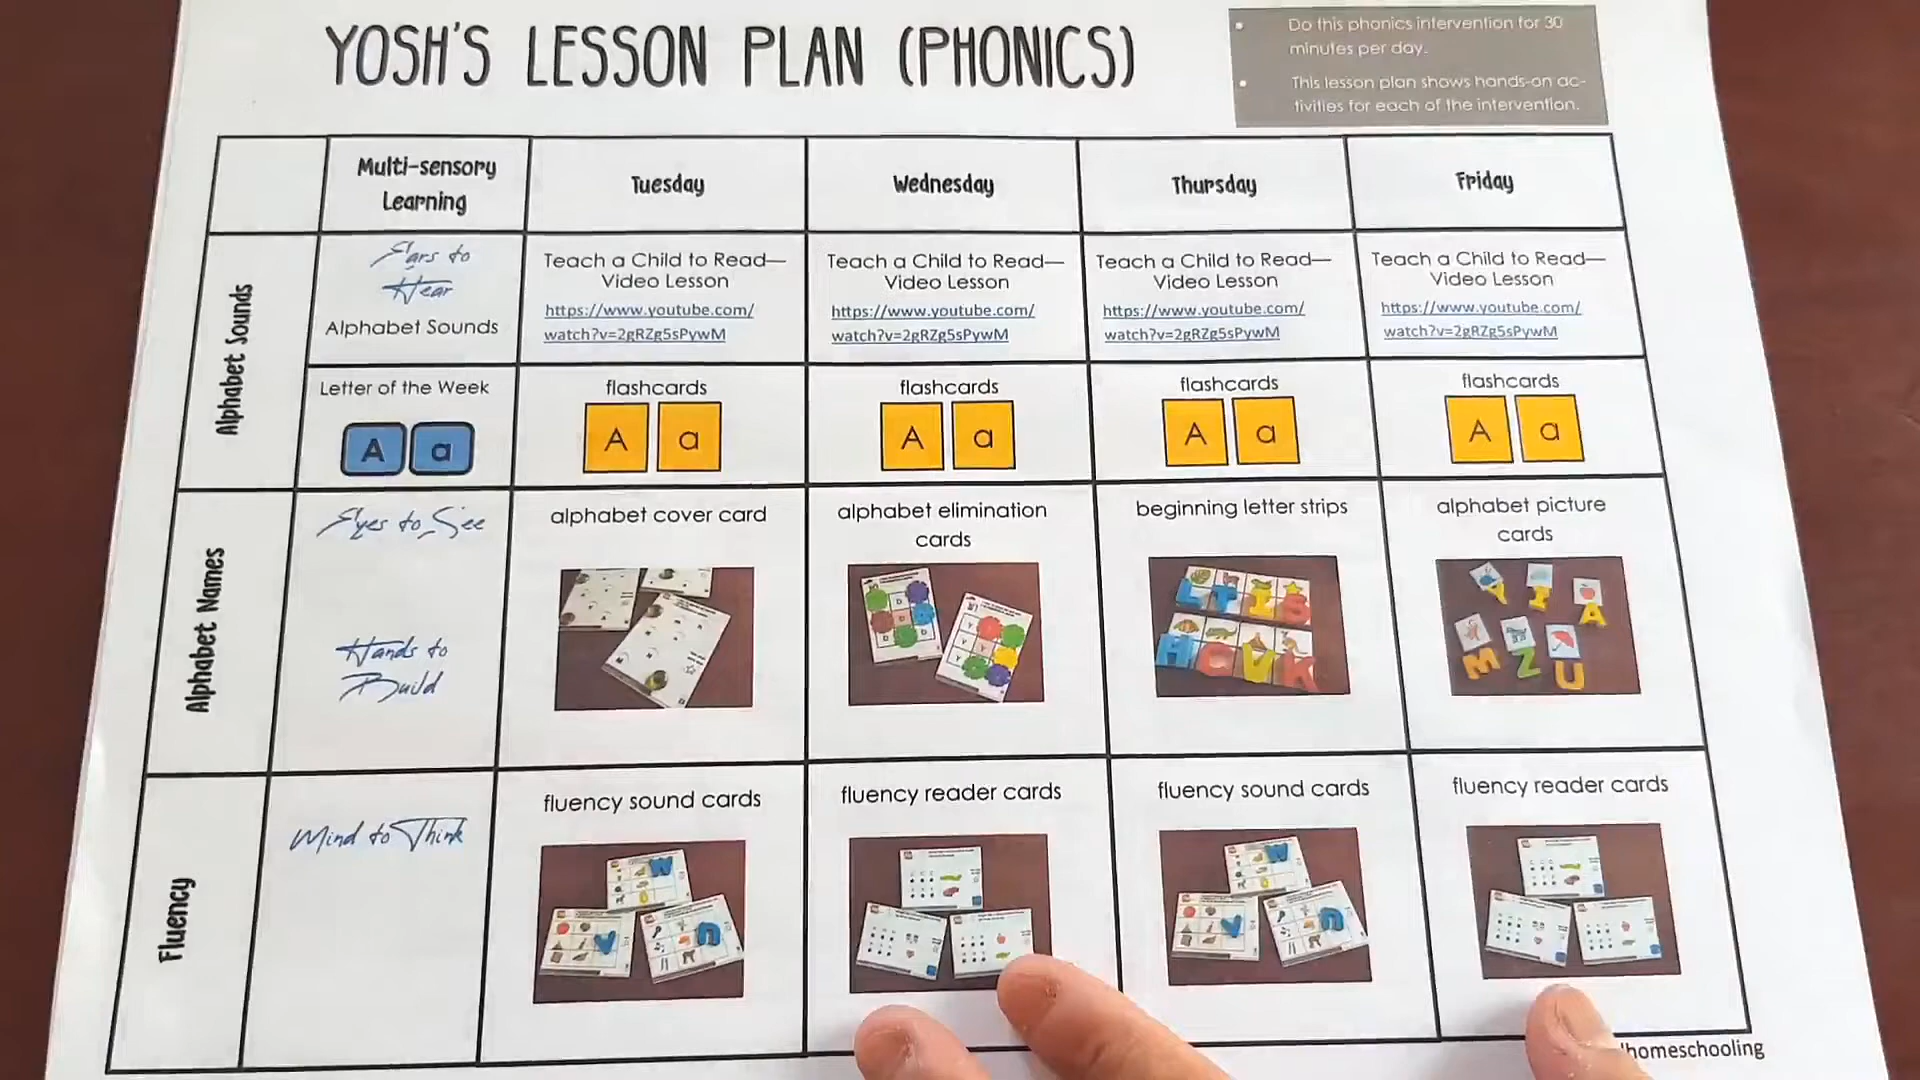 YOSH'S LESSON PLAN (PHONICS)
• Do this phonics intervention for 30
minutes per day.
• This lesson plan shows hands-on ac-
tivities for each of the intervention.
Multi-sensory
Learning
Tuesday
Wednesday
Thursday
Friday
Alphabet Sounds
Ears to
Hear
Alphabet Sounds
Teach a Child to Read—
Video Lesson
https://www.youtube.com/
watch?v=2gRZg5sPywM
Teach a Child to Read—
Video Lesson
https://www.youtube.com/
watch?v=2gRZg5sPywM
Teach a Child to Read—
Video Lesson
https://www.youtube.com/
watch?v=2gRZg5sPywM
Teach a Child to Read—
Video Lesson
https://www.youtube.com/
watch?v=2gRZg5sPywM
Letter of the Week
A a
flashcards
A a
flashcards
A a
flashcards
A a
flashcards
A a
Alphabet Names
Eyes to See
Hands to
Build
alphabet cover card
alphabet elimination
cards
D
D
D
D
Y
Y
Y
Y
beginning letter strips
L T I S
H C V K
alphabet picture
cards
Y I A
M Z U
Fluency
Mind to Think
fluency sound cards
W
V n
fluency reader cards
fluency sound cards
W
V n
fluency reader cards
homeschooling